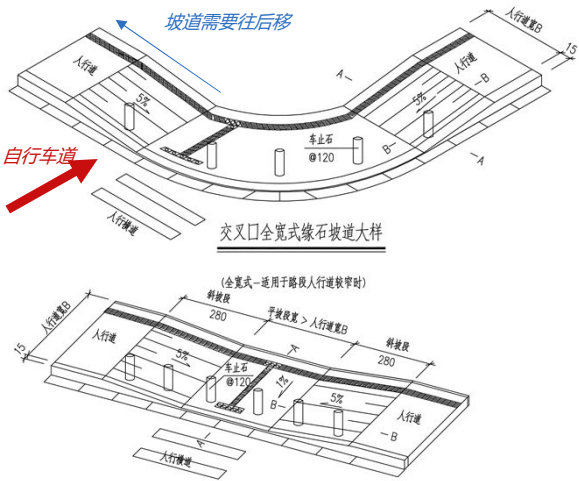 坡道需要往后移
人行道宽B
15
A
人行道
人行道
B
5%
5%
车止石
@120
B
A
自行车道
人行横道
交叉口全宽式缘石坡道大样
(全宽式-适用于路段人行道较窄时)
斜坡段
280
平坡段宽>人行道宽B
斜坡段
280
人行道宽B
15
A
人行道
5%
车止石
@120
1%
B
5%
人行道
B
A
人行横道